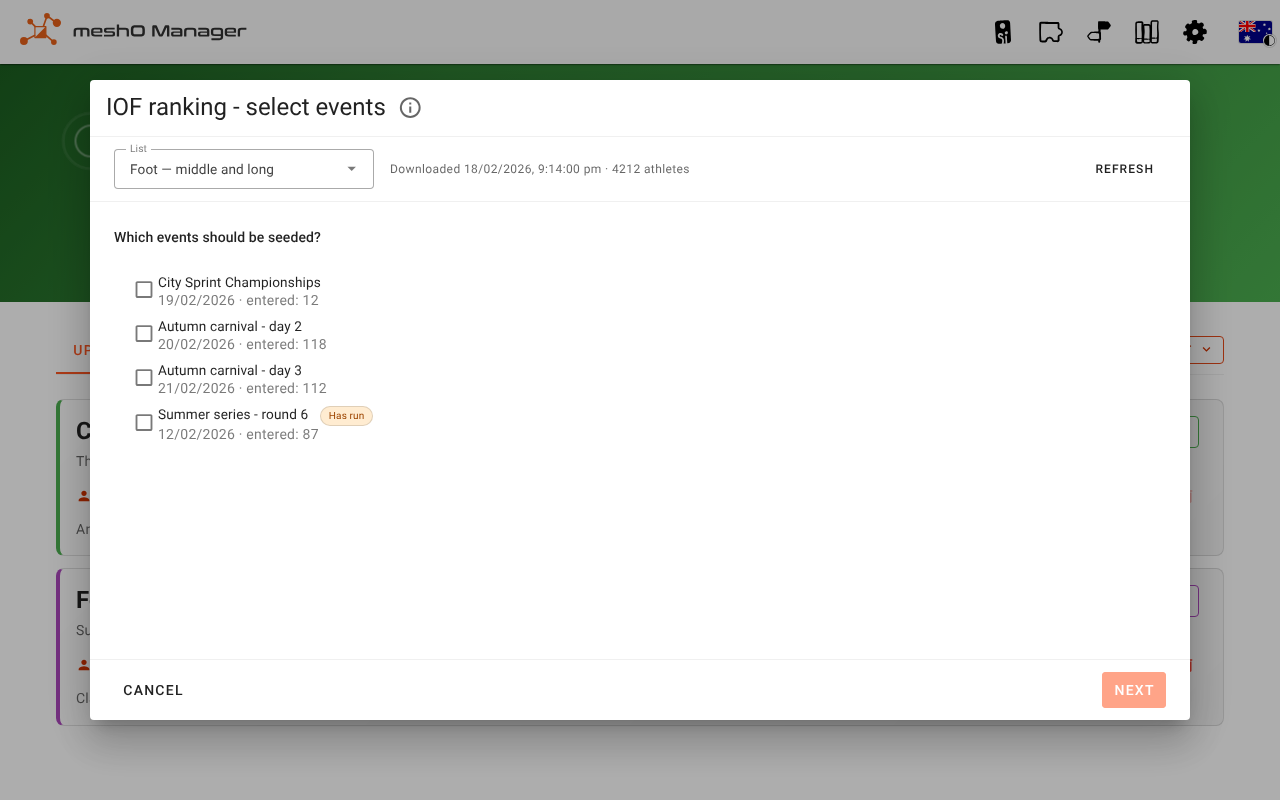 meshO Manager
Si
IOF ranking - select events
List
Foot — middle and long
Downloaded 18/02/2026, 9:14:00 pm · 4212 athletes
REFRESH
Which events should be seeded?
City Sprint Championships
19/02/2026 · entered: 12
Autumn carnival - day 2
20/02/2026 · entered: 118
Autumn carnival - day 3
21/02/2026 · entered: 112
Summer series - round 6
Has run
12/02/2026 · entered: 87
CANCEL
NEXT